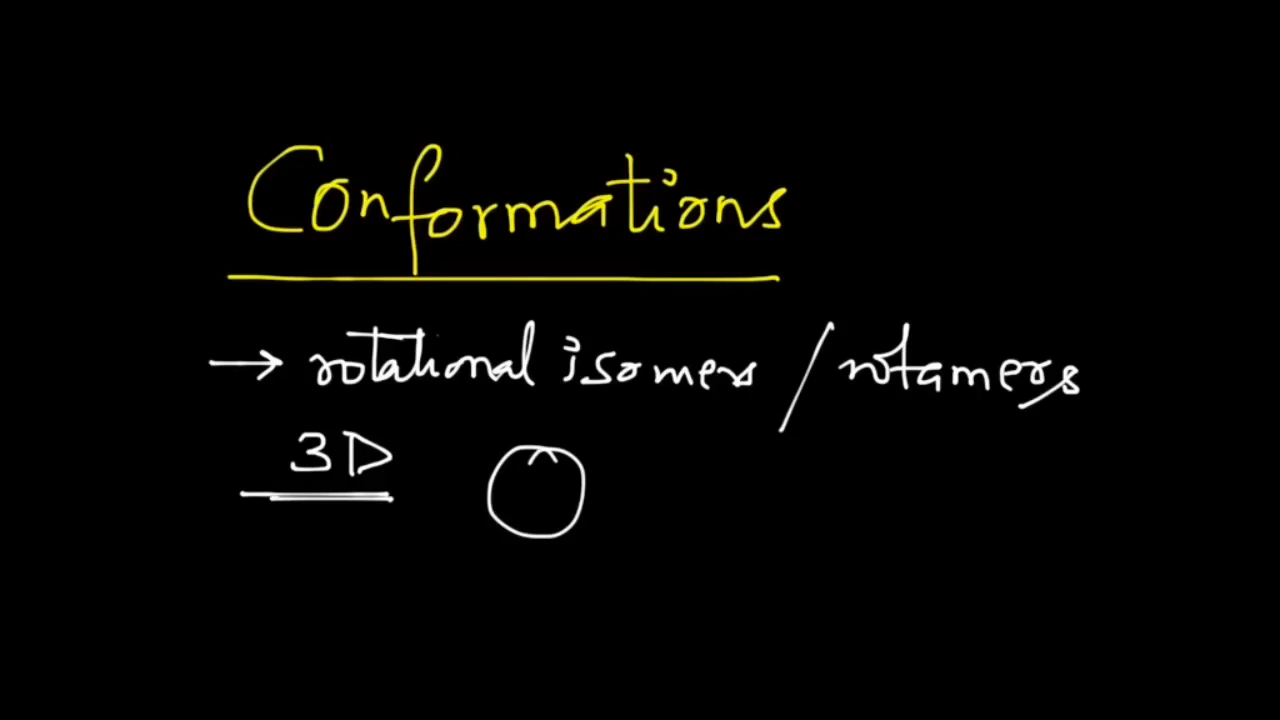 Conformations
→ rotational isomers / rotamers
3D